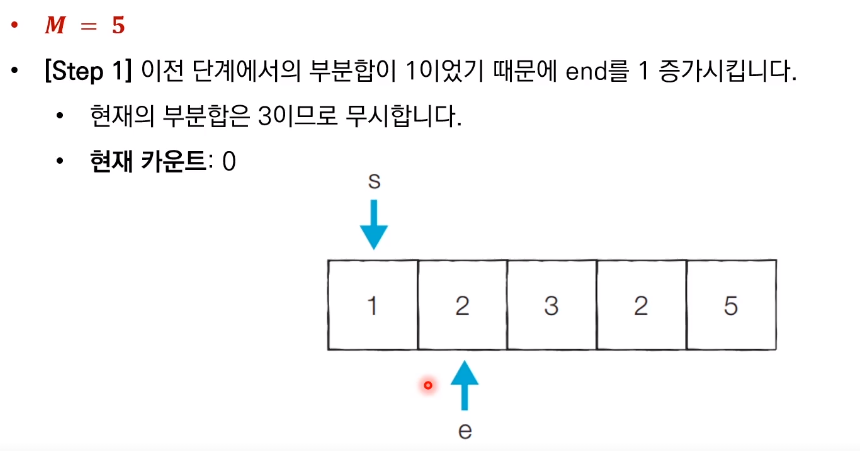 • M = 5
• [Step 1] 이전 단계에서의 부분합이 1이었기 때문에 end를 1 증가시킵니다.
• 현재의 부분합은 3이므로 무시합니다.
• 현재 카운트: 0
s
1 2 3 2 5
e